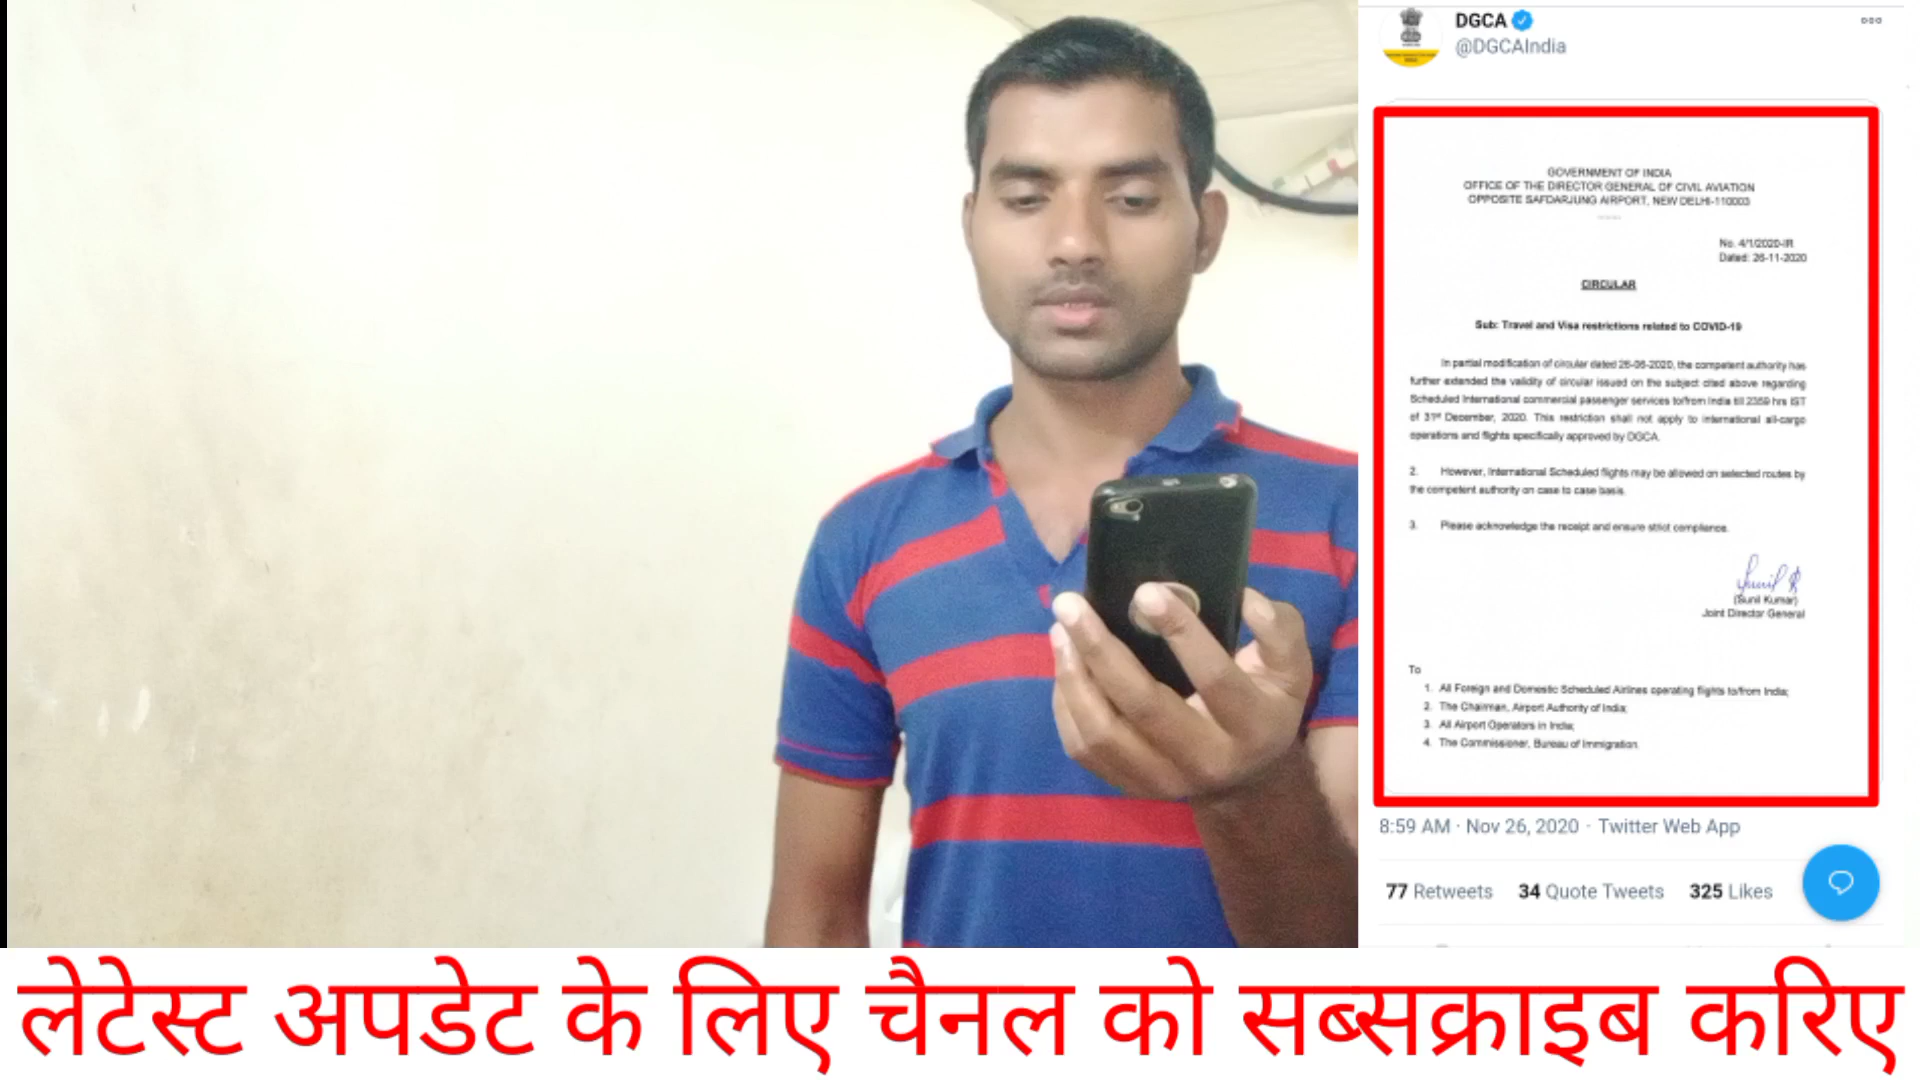 DGCA
@DGCAIndia
GOVERNMENT OF INDIA
OFFICE OF THE DIRECTOR GENERAL OF CIVIL AVIATION
OPPOSITE SAFDARJUNG AIRPORT, NEW DELHI-110003
No. 4/1/2020-IR
Dated: 26-11-2020
CIRCULAR
Sub: Travel and Visa restrictions related to COVID-19
In partial modification of circular dated 26-06-2020, the competent authority has
further extended the validity of circular issued on the subject cited above regarding
Scheduled International commercial passenger services to/from India till 2359 hrs IST
of 31st December, 2020. This restriction shall not apply to international all-cargo
operations and flights specifically approved by DGCA.
2. However, International Scheduled flights may be allowed on selected routes by
the competent authority on case to case basis.
3. Please acknowledge the receipt and ensure strict compliance.
(Sunil Kumar)
Joint Director General
To
1. All Foreign and Domestic Scheduled Airlines operating flights to/from India;
2. The Chairman, Airport Authority of India;
3. All Airport Operators in India;
4. The Commissioner, Bureau of Immigration.
8:59 AM · Nov 26, 2020 · Twitter Web App
77 Retweets 34 Quote Tweets 325 Likes
लेटेस्ट अपडेट के लिए चैनल को सब्सक्राइब करिए